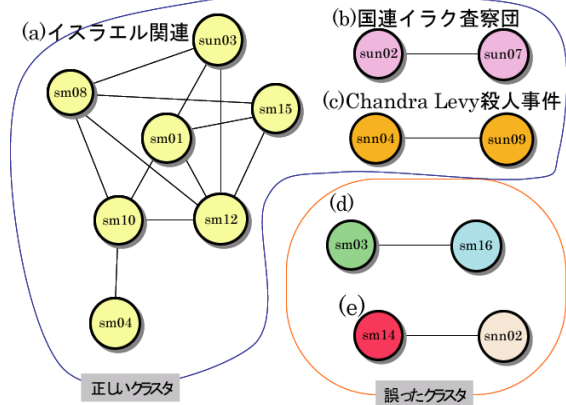 (a)イスラエル関連
sun03
sm08
sm15
sm01
sm10
sm12
sm04
正しいクラスタ
(b)国連イラク査察団
sun02
sun07
(c)Chandra Levy殺人事件
snn04
sun09
(d)
sm03
sm16
(e)
sm14
snn02
誤ったクラスタ